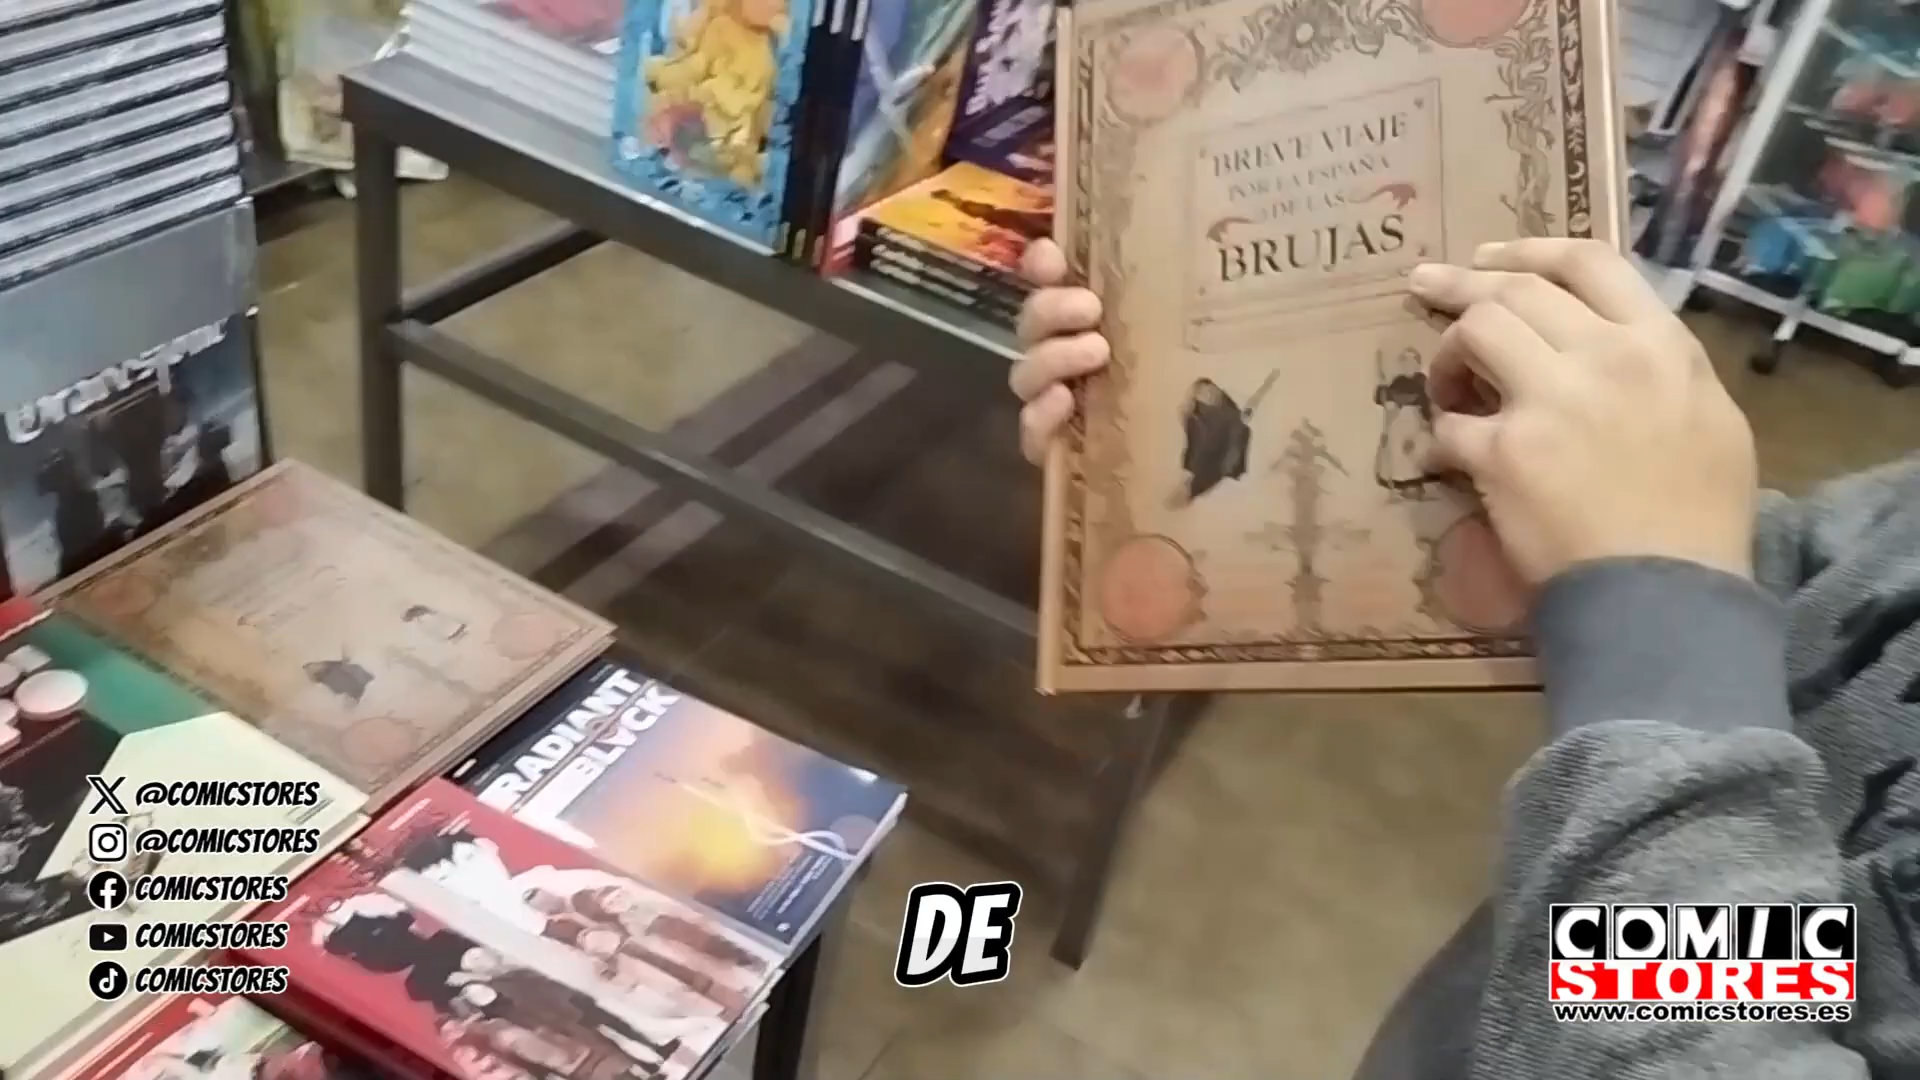 BREVE VIAJE
POR LA ESPAÑA
DE LAS
BRUJAS
RADIANT
BLACK
@COMICSTORES
@COMICSTORES
COMICSTORES
COMICSTORES
COMICSTORES
DE
COMIC
STORES
www.comicstores.es